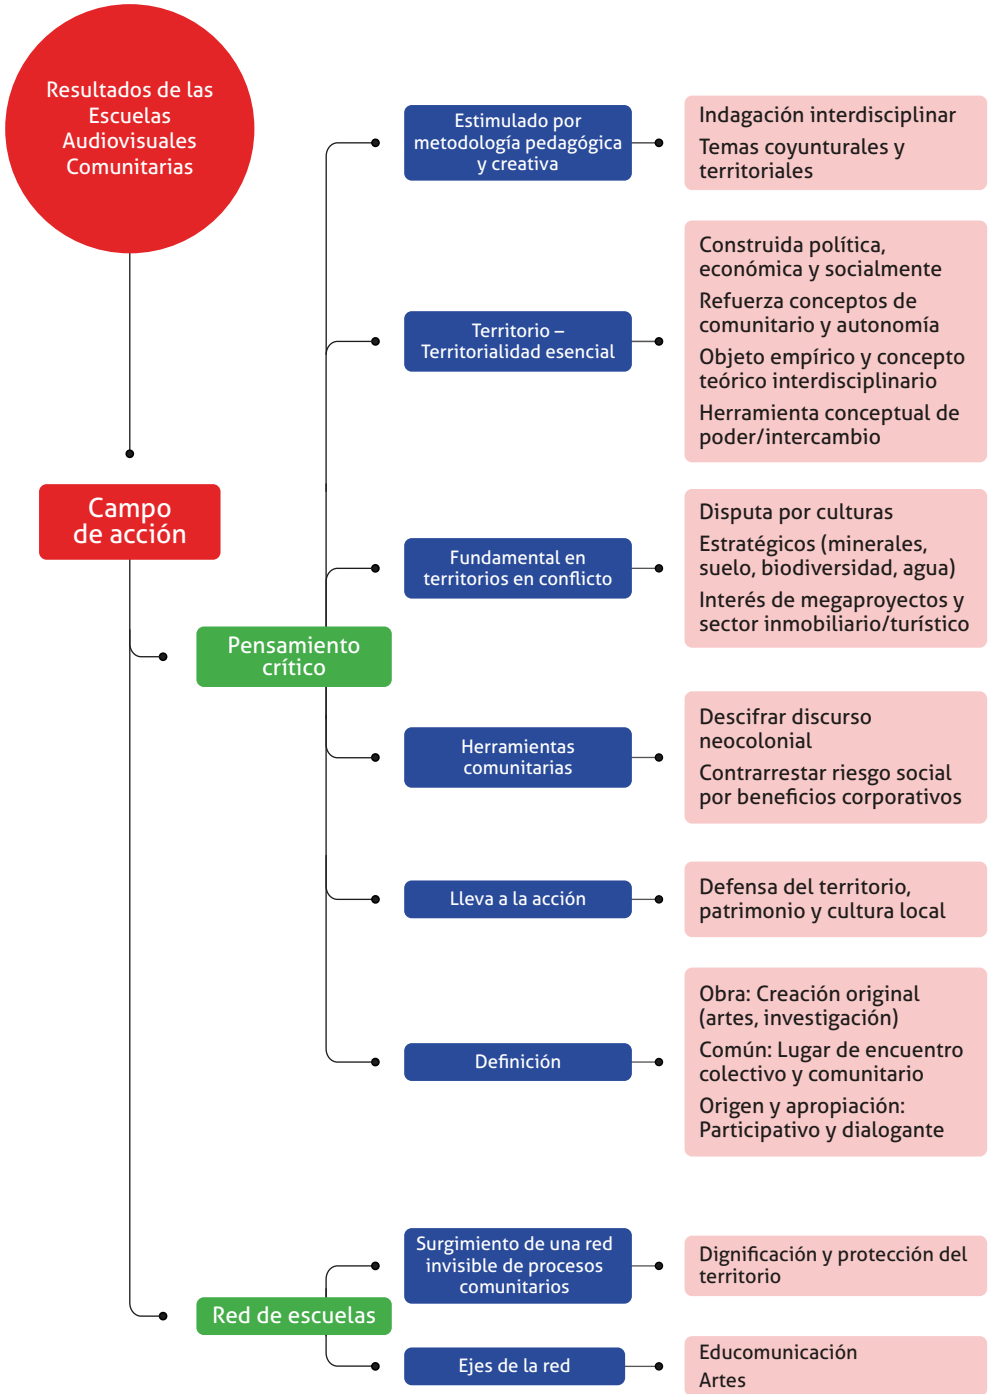 Resultados de las
Escuelas
Audiovisuales
Comunitarias
Campo
de acción
Pensamiento
crítico
Estimulado por
metodología pedagógica
y creativa
Indagación interdisciplinar
Temas coyunturales y
territoriales
Territorio –
Territorialidad esencial
Construida política,
económica y socialmente
Refuerza conceptos de
comunitario y autonomía
Objeto empírico y concepto
teórico interdisciplinario
Herramienta conceptual de
poder/intercambio
Fundamental en
territorios en conflicto
Disputa por culturas
Estratégicos (minerales,
suelo, biodiversidad, agua)
Interés de megaproyectos y
sector inmobiliario/turístico
Herramientas
comunitarias
Descifrar discurso
neocolonial
Contrarrestar riesgo social
por beneficios corporativos
Lleva a la acción
Defensa del territorio,
patrimonio y cultura local
Definición
Obra: Creación original
(artes, investigación)
Común: Lugar de encuentro
colectivo y comunitario
Origen y apropiación:
Participativo y dialogante
Red de escuelas
Surgimiento de una red
invisible de procesos
comunitarios
Dignificación y protección del
territorio
Ejes de la red
Educomunicación
Artes